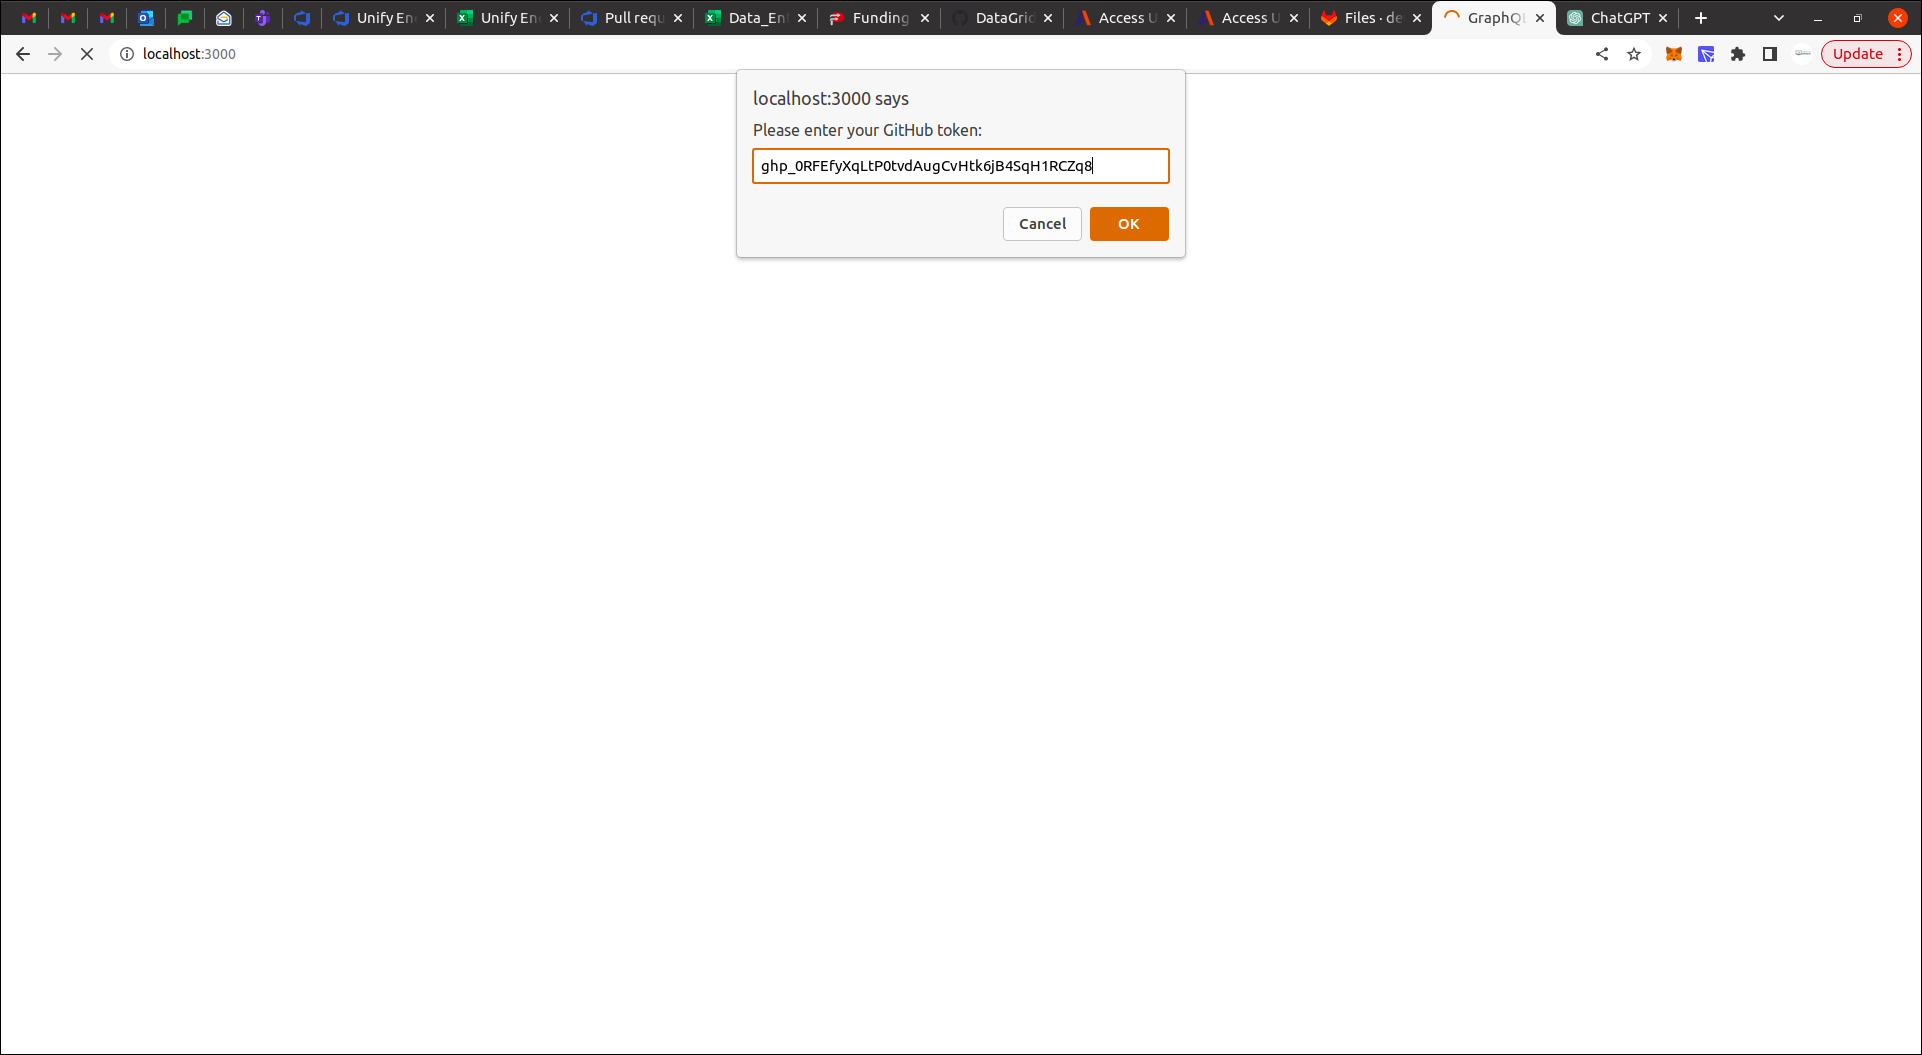 Unify En
Unify En
Pull requ
Data_En
Funding
DataGric
Access U
Access U
Files · de
GraphQL
ChatGPT
localhost:3000
Update
localhost:3000 says
Please enter your GitHub token:
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
Cancel
OK